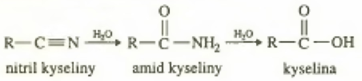 O O
R—C≡N H₂O R—C—NH₂ H₂O R—C—OH
nitril kyseliny amid kyseliny kyselina